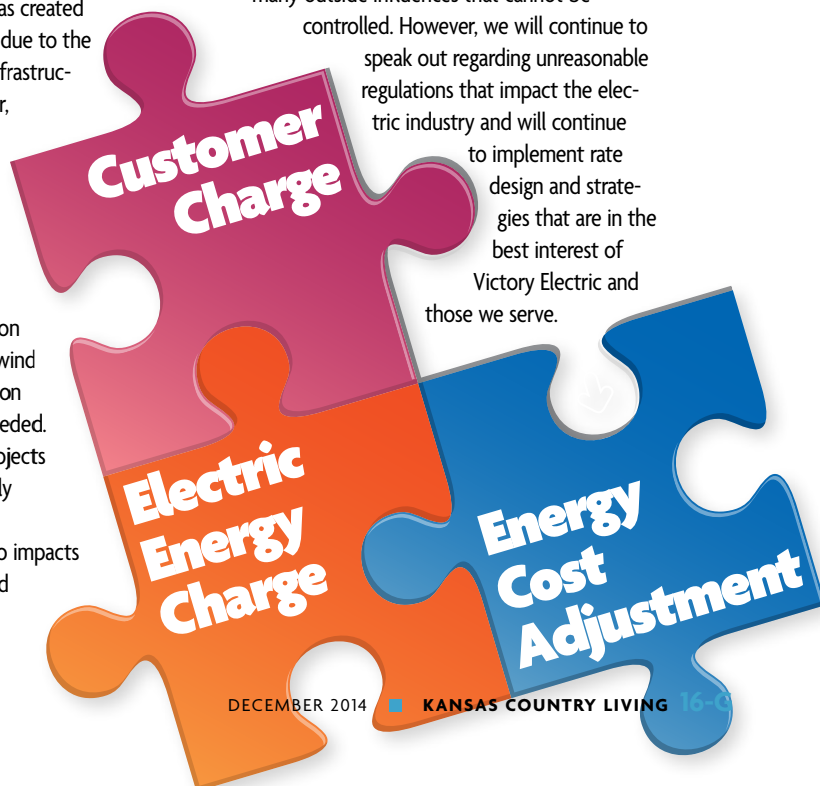 as created
due to the
frastruc-
r,
on
wind
on
eded.
ojects
ly
o impacts
d
controlled. However, we will continue to
speak out regarding unreasonable
regulations that impact the elec-
tric industry and will continue
to implement rate
design and strate-
gies that are in the
best interest of
Victory Electric and
those we serve.
Customer
Charge
Electric
Energy
Charge
Energy
Cost
Adjustment
DECEMBER 2014 ■ KANSAS COUNTRY LIVING 16-G